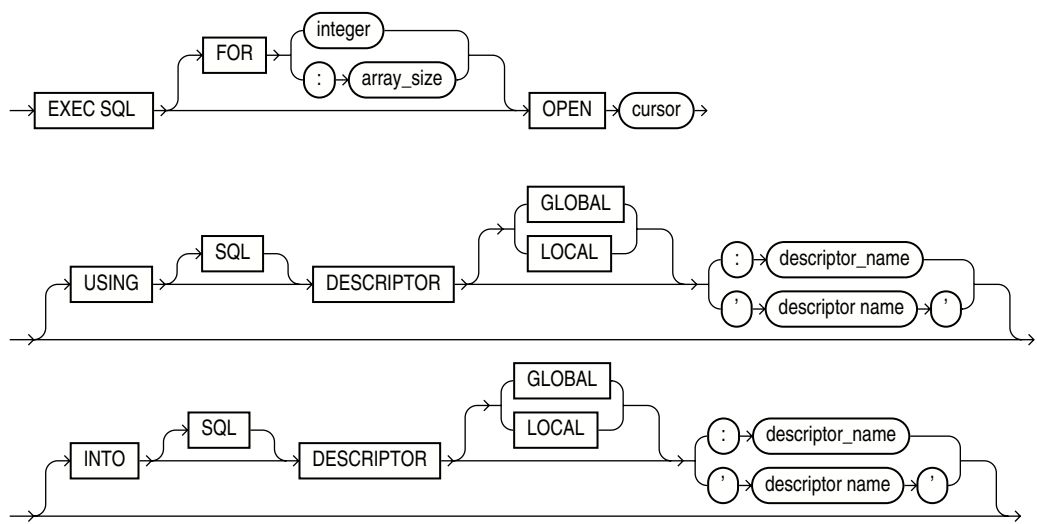 integer
FOR
: array_size
EXEC SQL OPEN cursor
GLOBAL
SQL LOCAL : descriptor_name
USING DESCRIPTOR ' descriptor name '
GLOBAL
SQL LOCAL : descriptor_name
INTO DESCRIPTOR ' descriptor name '